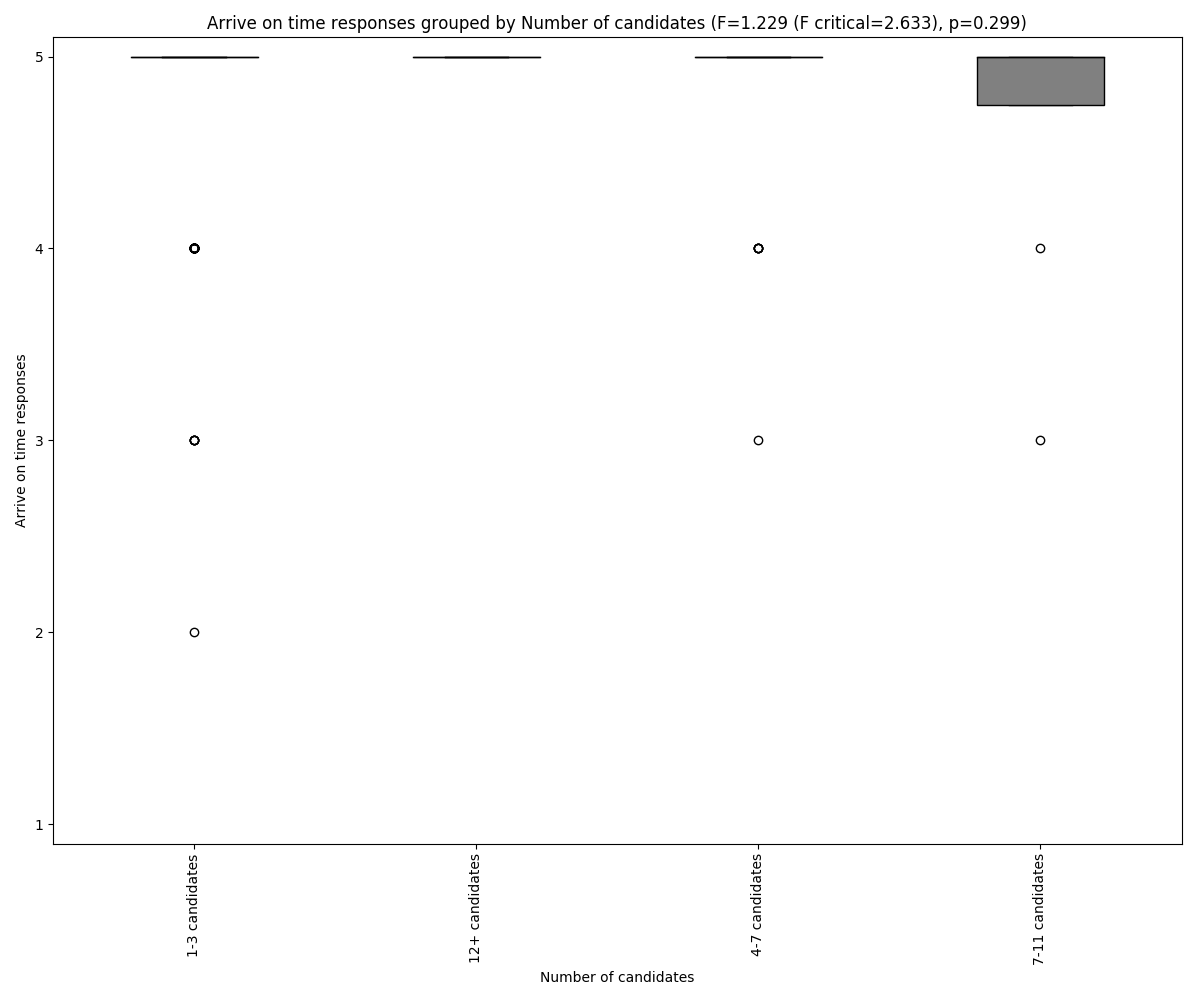 Arrive on time responses grouped by Number of candidates (F=1.229 (F critical=2.633), p=0.299)
Arrive on time responses
5
4
3
2
1
1-3 candidates
12+ candidates
4-7 candidates
7-11 candidates
Number of candidates